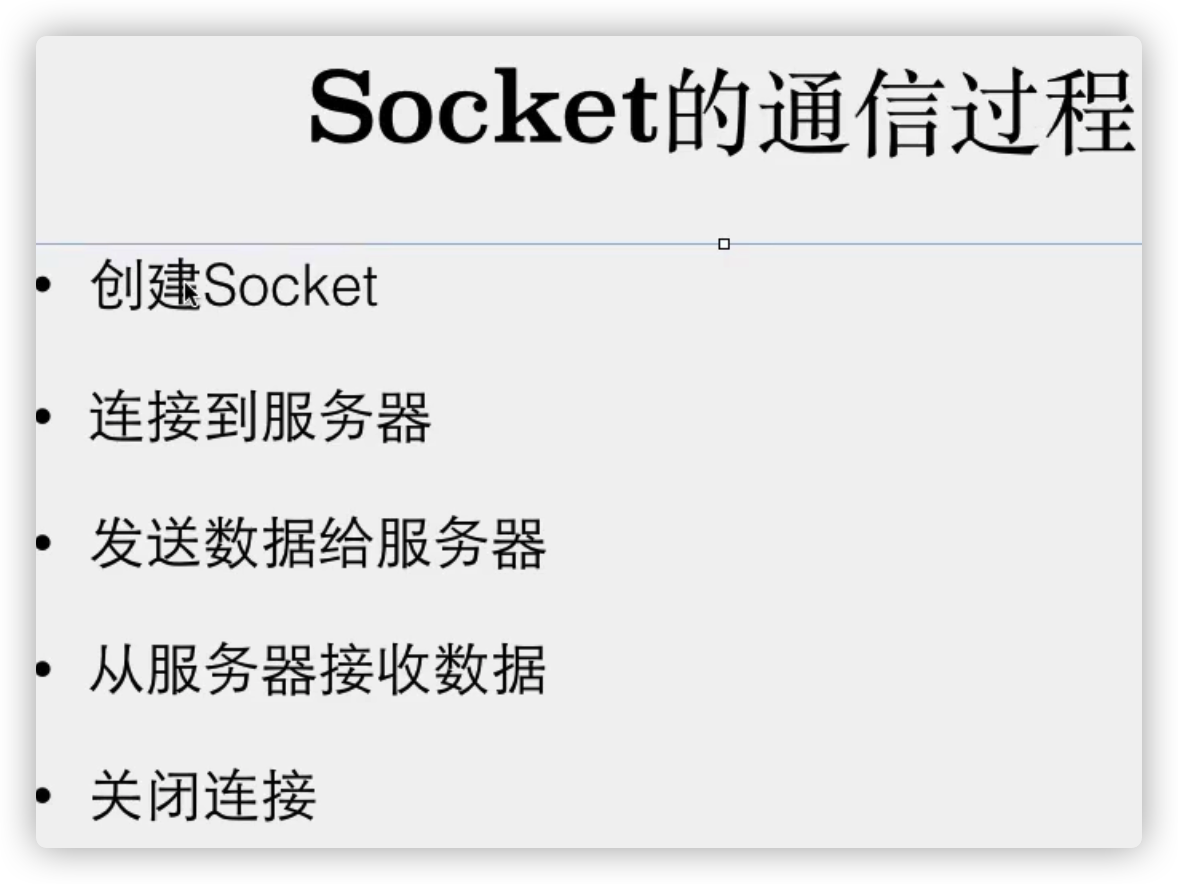 Socket的通信过程
• 创建Socket
• 连接到服务器
• 发送数据给服务器
• 从服务器接收数据
• 关闭连接